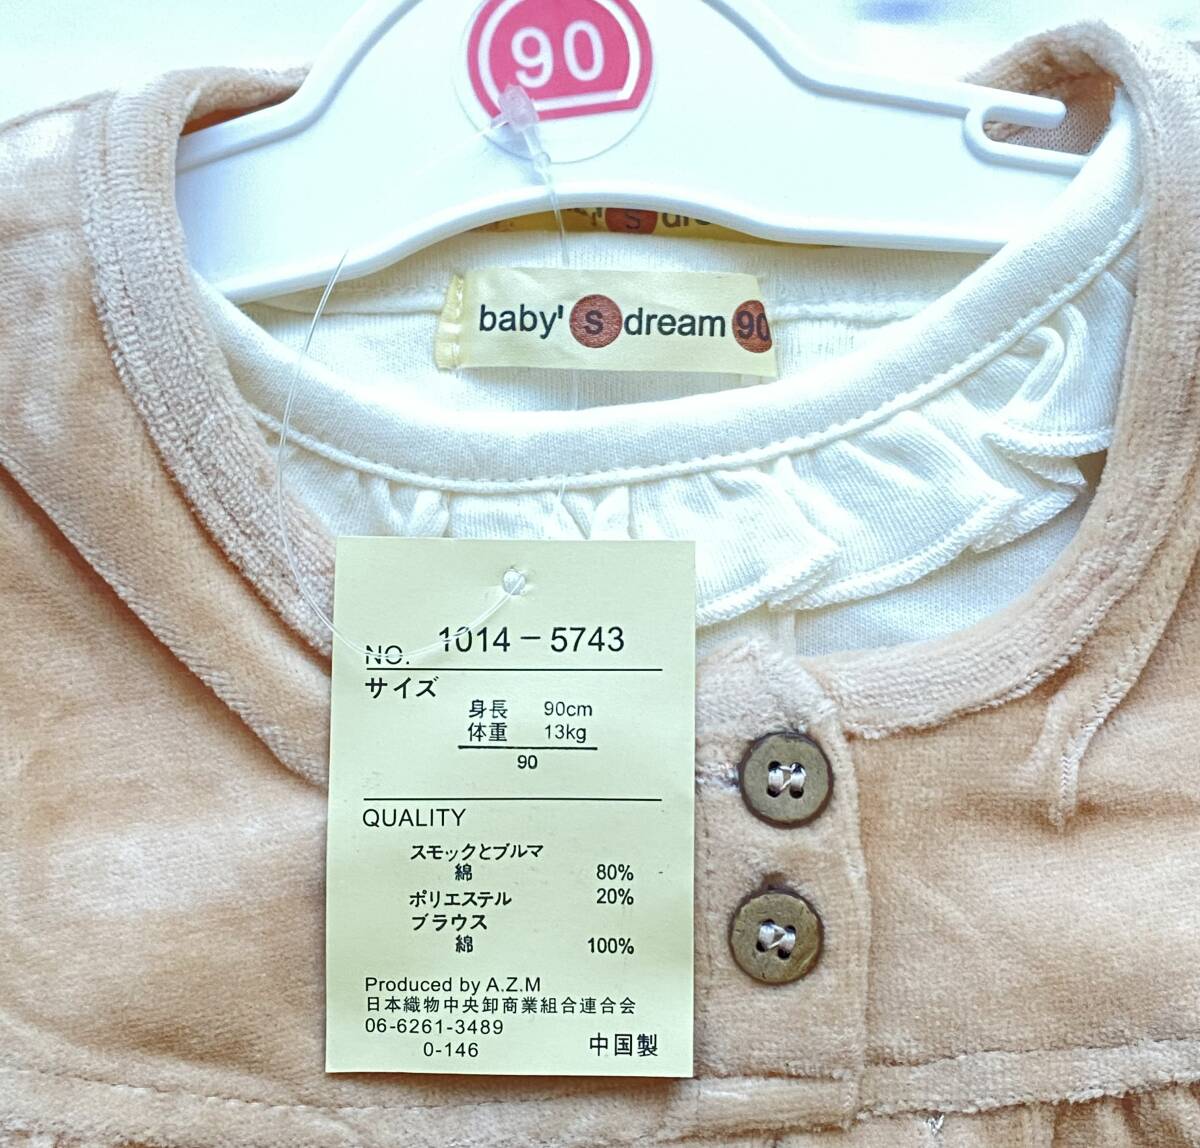 90
s
baby's dream 90
NO. 1014-5743
サイズ
身長 90cm
体重 13kg
90
QUALITY
スモックとブルマ
綿 80%
ポリエステル 20%
ブラウス
綿 100%
Produced by A.Z.M
日本織物中央卸商業組合連合会
06-6261-3489
0-146 中国製